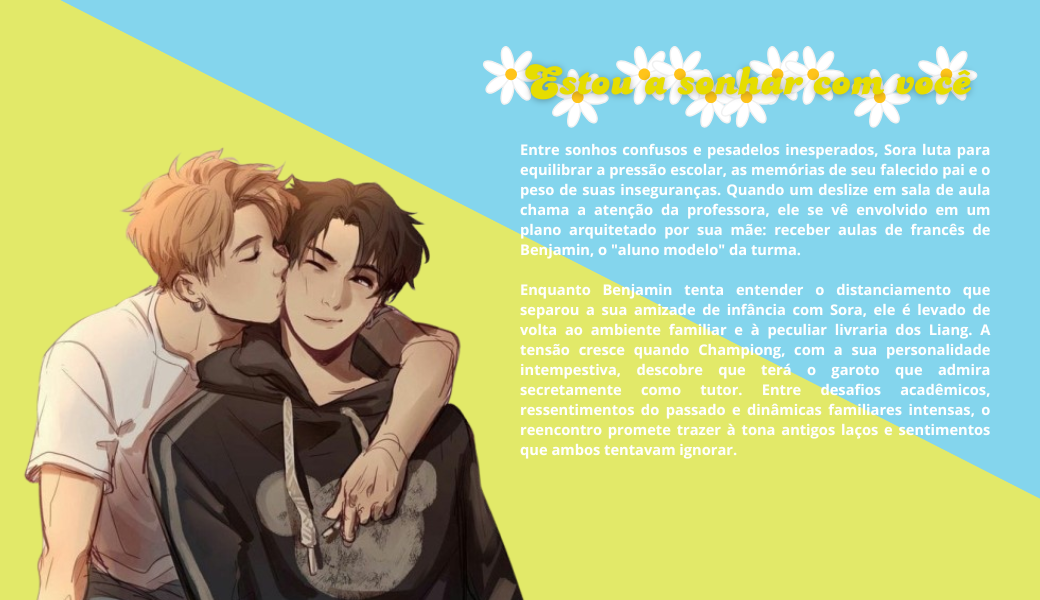 Estou a sonhar com você
Entre sonhos confusos e pesadelos inesperados, Sora luta para
equilibrar a pressão escolar, as memórias de seu falecido pai e o
peso de suas inseguranças. Quando um deslize em sala de aula
chama a atenção da professora, ele se vê envolvido em um
plano arquitetado por sua mãe: receber aulas de francês de
Benjamin, o "aluno modelo" da turma.
Enquanto Benjamin tenta entender o distanciamento que
separou a sua amizade de infância com Sora, ele é levado de
volta ao ambiente familiar e à peculiar livraria dos Liang. A
tensão cresce quando Championg, com a sua personalidade
intempestiva, descobre que terá o garoto que admira
secretamente como tutor. Entre desafios acadêmicos,
ressentimentos do passado e dinâmicas familiares intensas, o
reencontro promete trazer à tona antigos laços e sentimentos
que ambos tentavam ignorar.